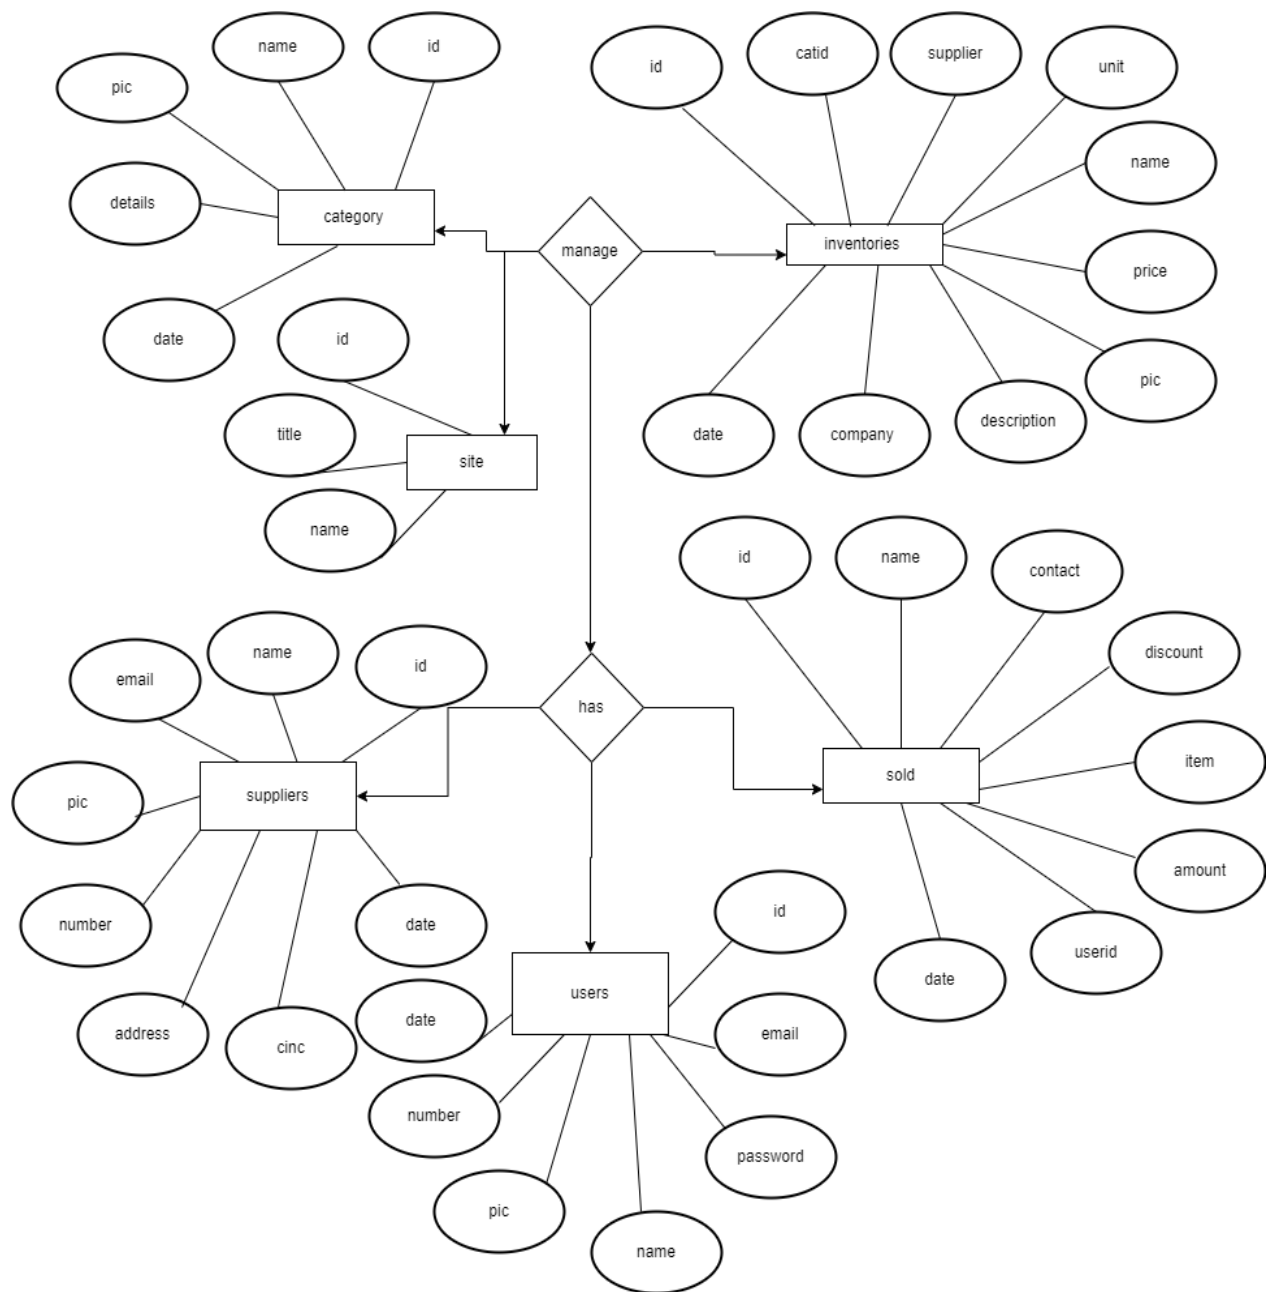 name
id
pic
details
category
date
id
catid
supplier
unit
name
manage
inventories
price
pic
date
company
description
id
title
site
name
id
name
contact
discount
item
sold
amount
userid
date
has
email
name
id
pic
suppliers
number
date
address
cinc
id
users
date
email
number
password
pic
name